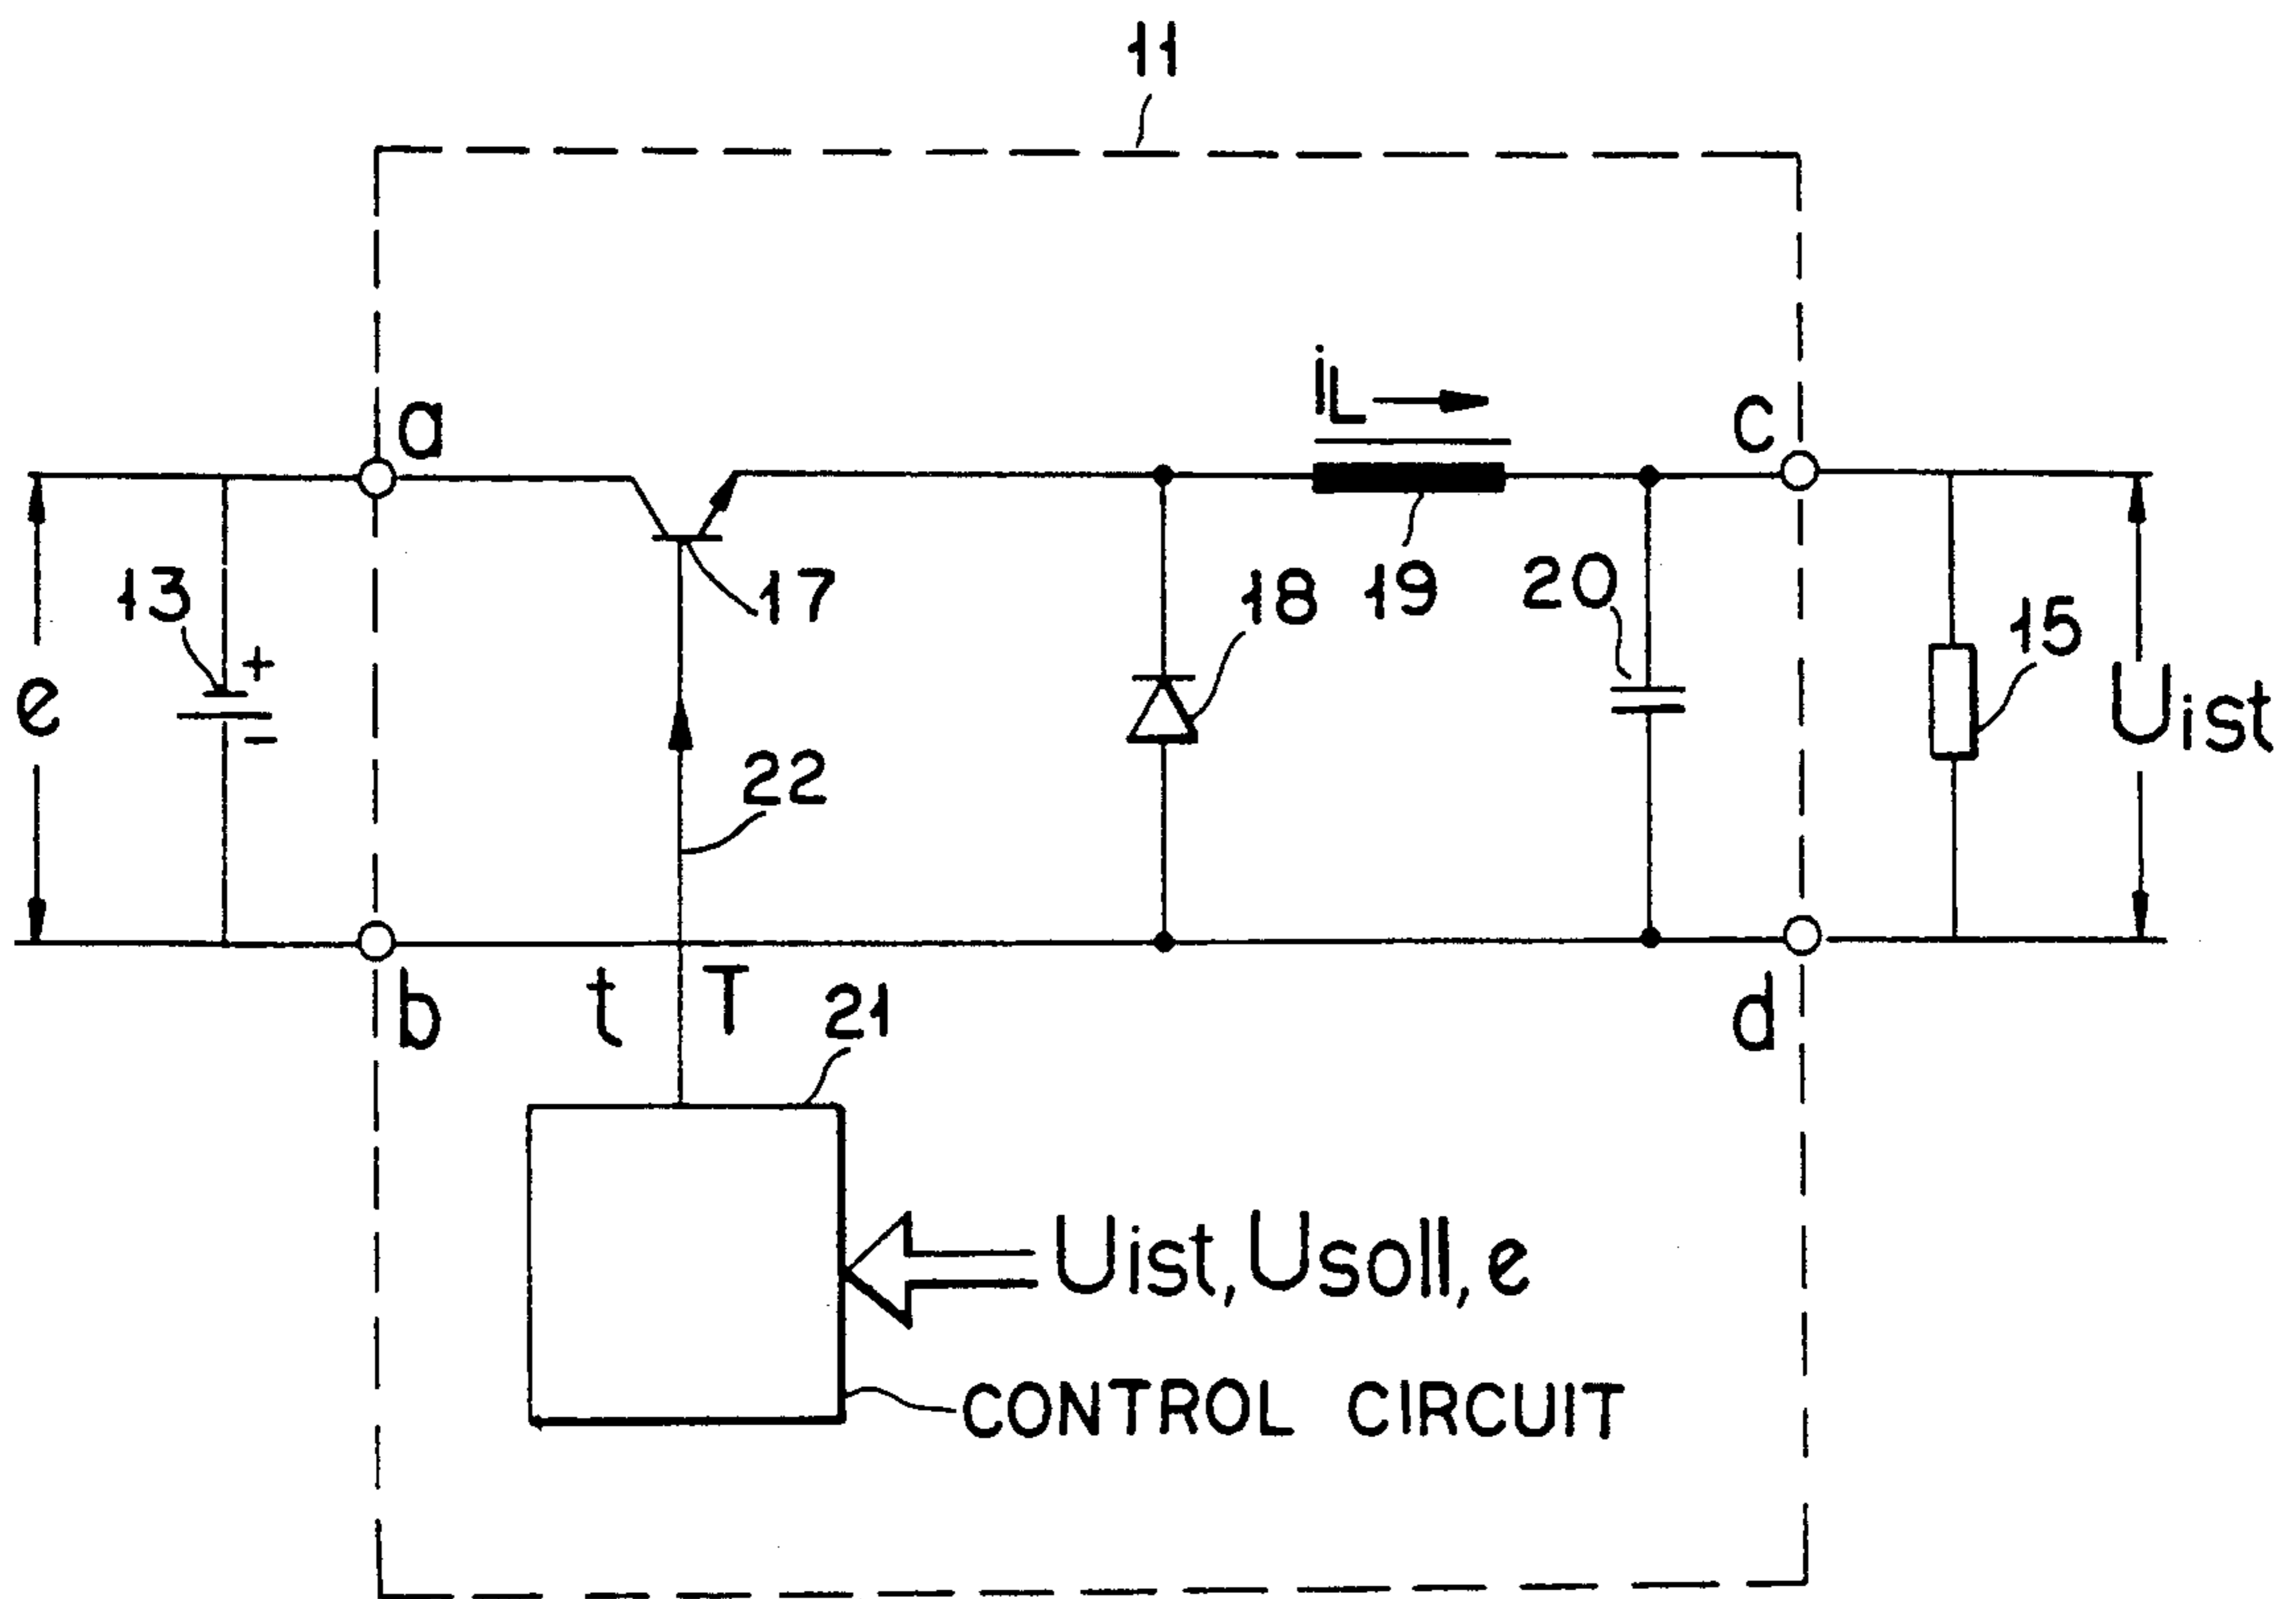 11
iL
a
c
13
+
17
18
19
20
15
e
Uist
−
22
b
t
T
21
d
Uist, Usoll, e
CONTROL CIRCUIT